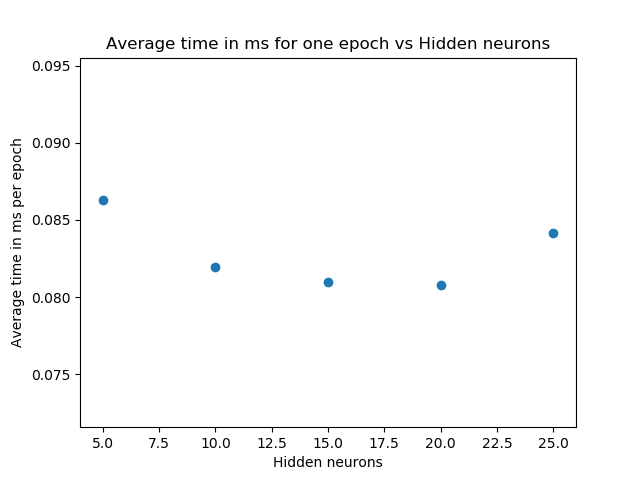 Average time in ms for one epoch vs Hidden neurons
0.095
0.090
0.085
0.080
0.075
Average time in ms per epoch
5.0 7.5 10.0 12.5 15.0 17.5 20.0 22.5 25.0
Hidden neurons